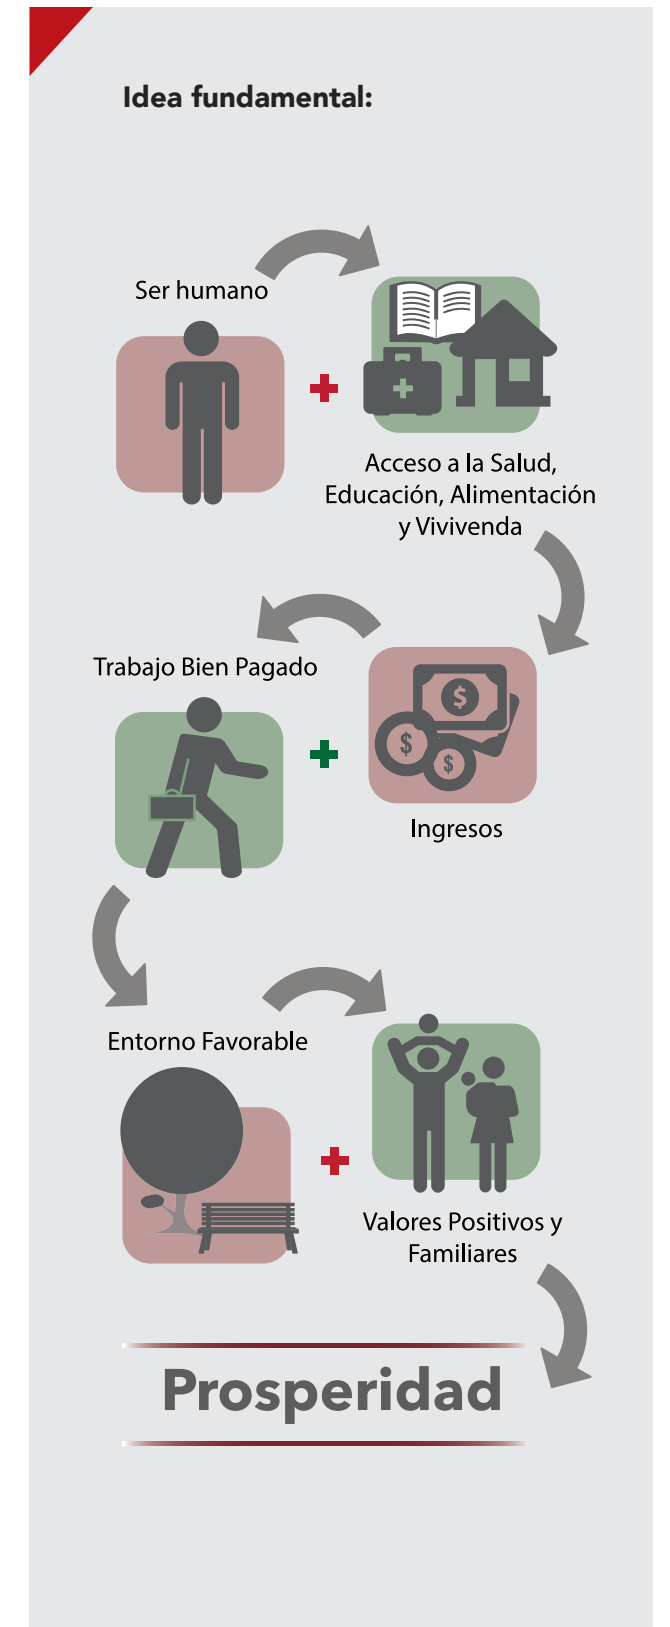 Idea fundamental:
Ser humano
Acceso a la Salud,
Educación, Alimentación
y Vivivenda
Trabajo Bien Pagado
$
$
$
Ingresos
Entorno Favorable
Valores Positivos y
Familiares
Prosperidad